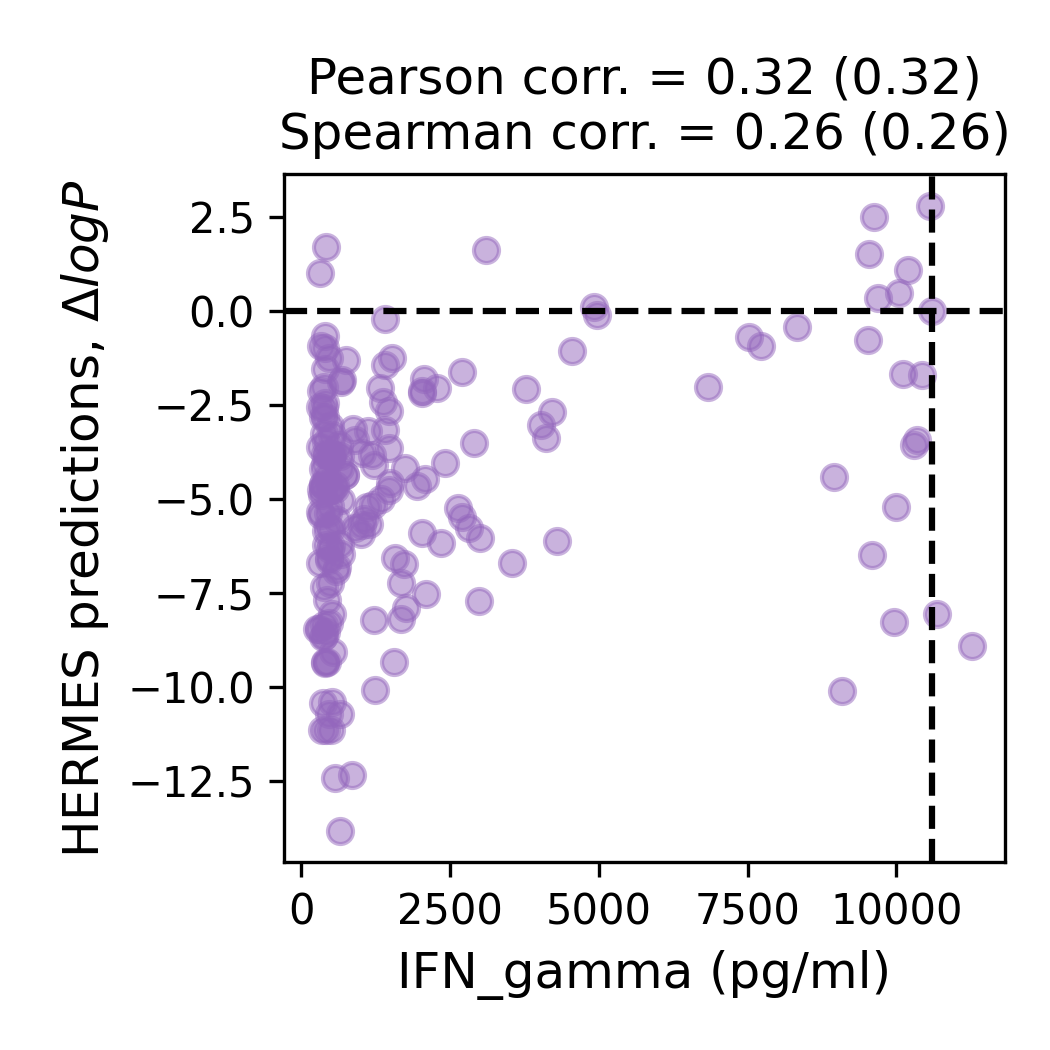 Pearson corr. = 0.32 (0.32)
Spearman corr. = 0.26 (0.26)
HERMES predictions, ΔlogP
2.5
0.0
−2.5
−5.0
−7.5
−10.0
−12.5
0 2500 5000 7500 10000
IFN_gamma (pg/ml)